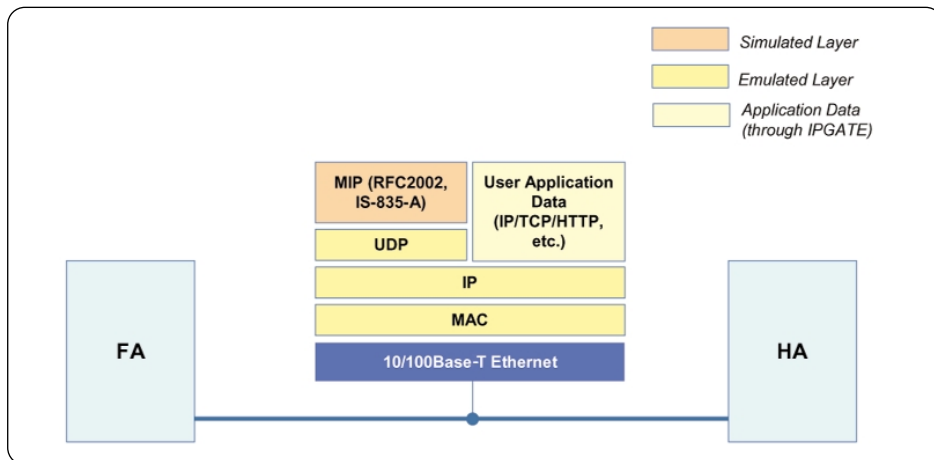 Simulated Layer
Emulated Layer
Application Data
(through IPGATE)
MIP (RFC2002,
IS-835-A)
User Application
Data
(IP/TCP/HTTP,
etc.)
UDP
IP
MAC
10/100Base-T Ethernet
FA
HA